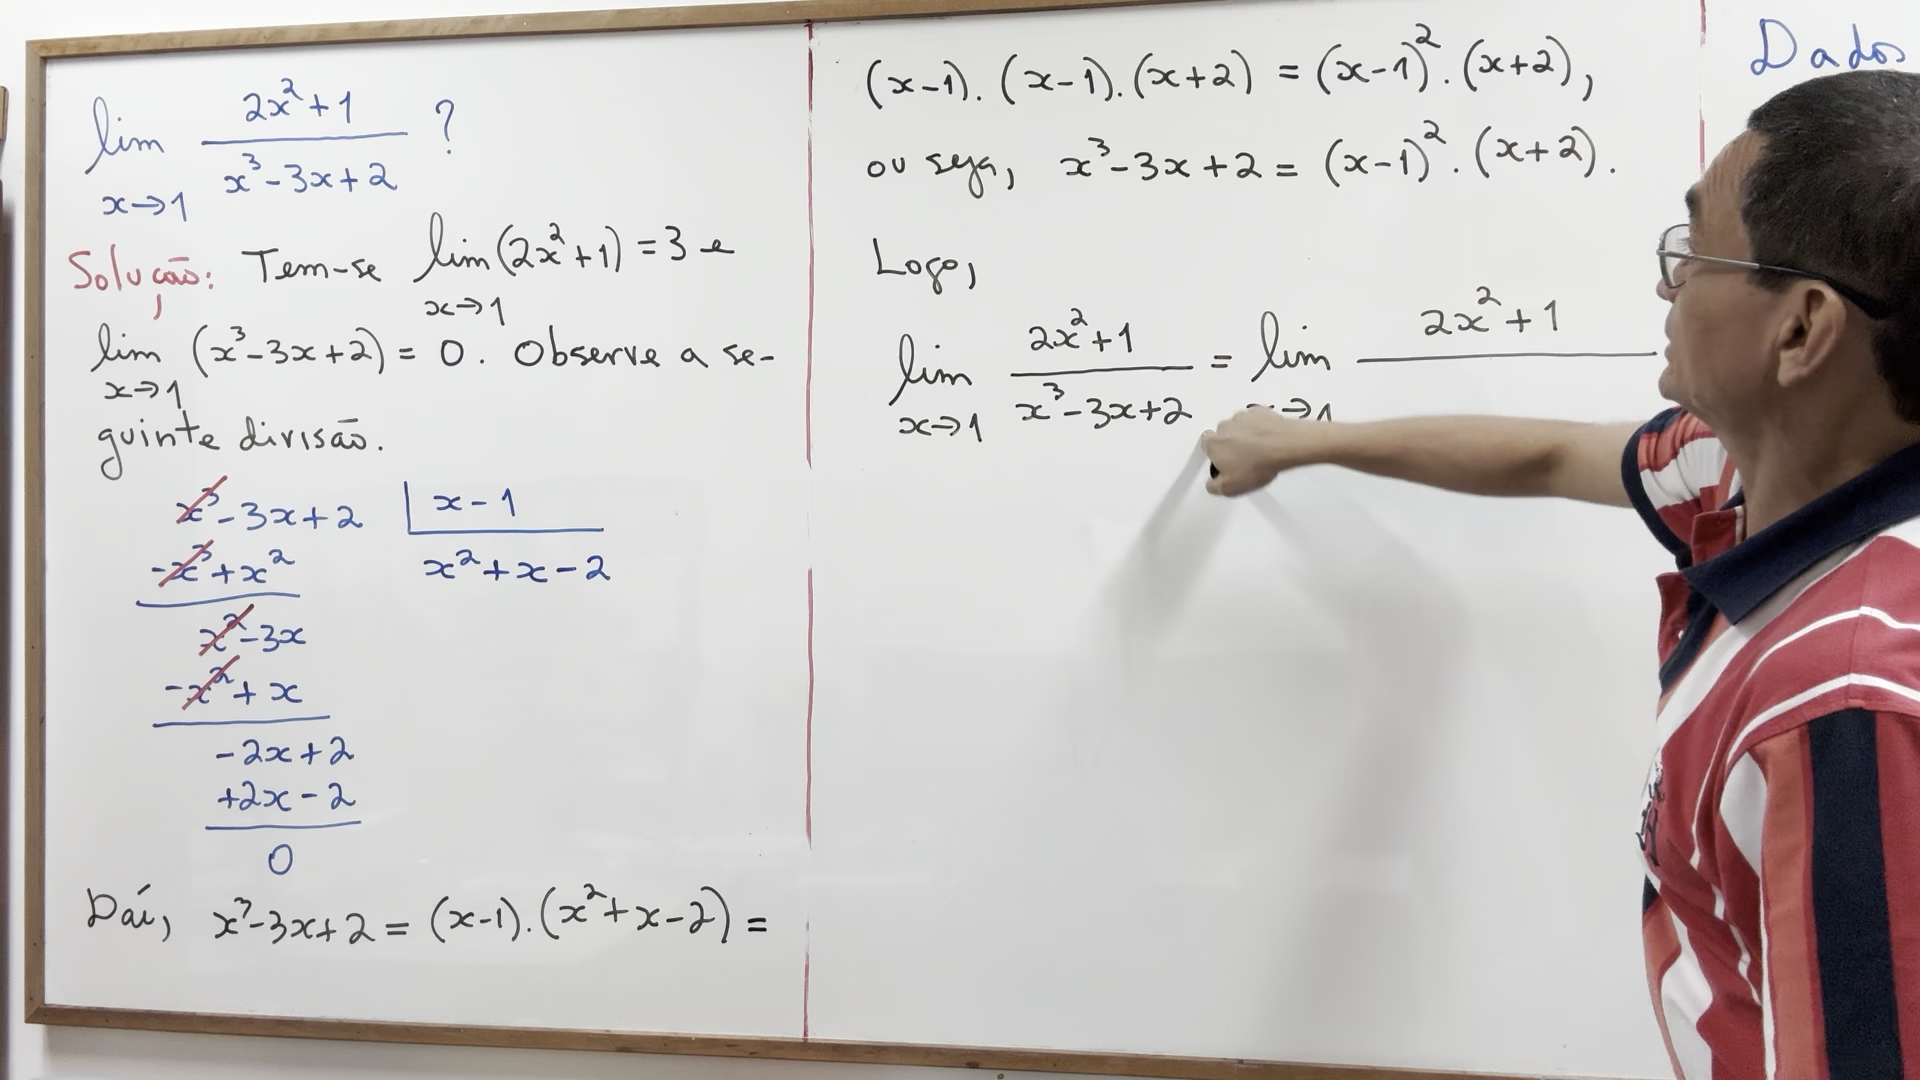 lim 2x²+1 / x³-3x+2 ?
x→1
Solução: Tem-se lim (2x²+1) = 3 e
x→1
lim (x³-3x+2) = 0. Observe a se-
x→1
guinte divisão.
x³-3x+2 | x-1
-x³+x² x²+x-2
x²-3x
-x²+x
-2x+2
+2x-2
0
Daí, x³-3x+2 = (x-1).(x²+x-2) =
(x-1).(x-1).(x+2) = (x-1)².(x+2),
ou seja, x³-3x+2 = (x-1)².(x+2).
Logo,
lim 2x²+1 / x³-3x+2 = lim 2x²+1
x→1 x→1
Dados